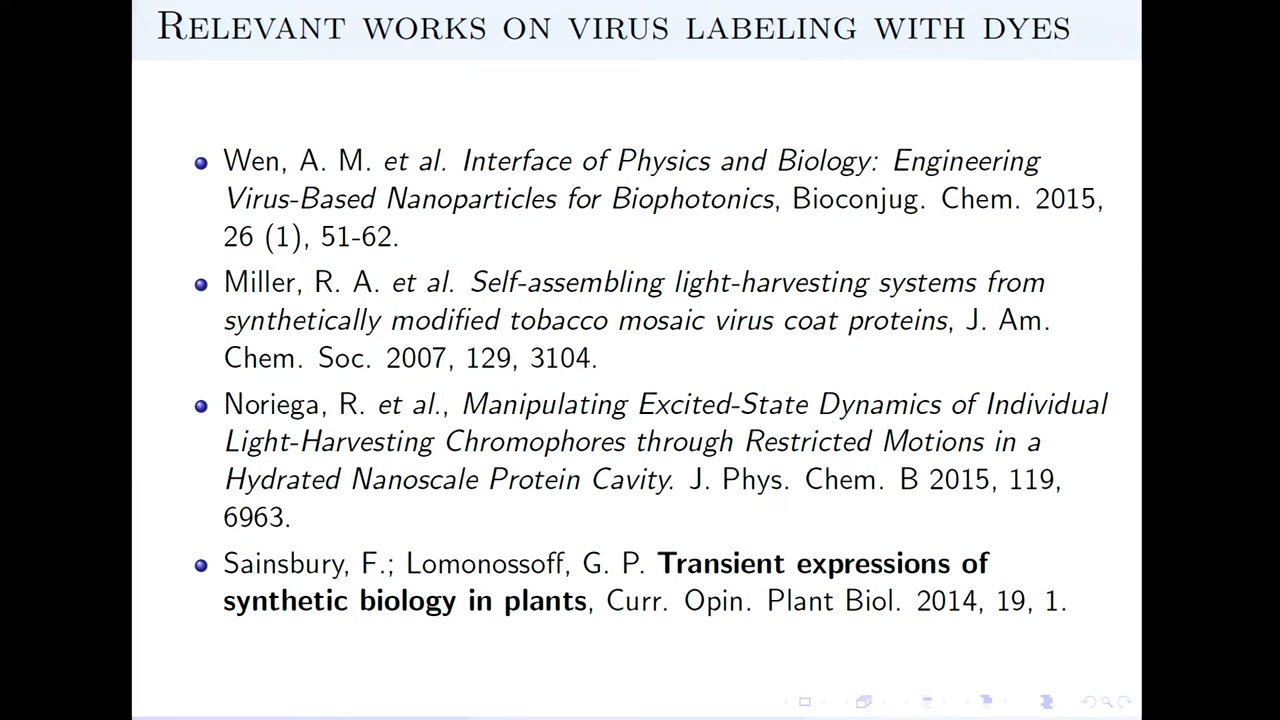 Relevant works on virus labeling with dyes
Wen, A. M. et al. Interface of Physics and Biology: Engineering
Virus-Based Nanoparticles for Biophotonics, Bioconjug. Chem. 2015,
26 (1), 51-62.
Miller, R. A. et al. Self-assembling light-harvesting systems from
synthetically modified tobacco mosaic virus coat proteins, J. Am.
Chem. Soc. 2007, 129, 3104.
Noriega, R. et al., Manipulating Excited-State Dynamics of Individual
Light-Harvesting Chromophores through Restricted Motions in a
Hydrated Nanoscale Protein Cavity. J. Phys. Chem. B 2015, 119,
6963.
Sainsbury, F.; Lomonossoff, G. P. Transient expressions of
synthetic biology in plants, Curr. Opin. Plant Biol. 2014, 19, 1.